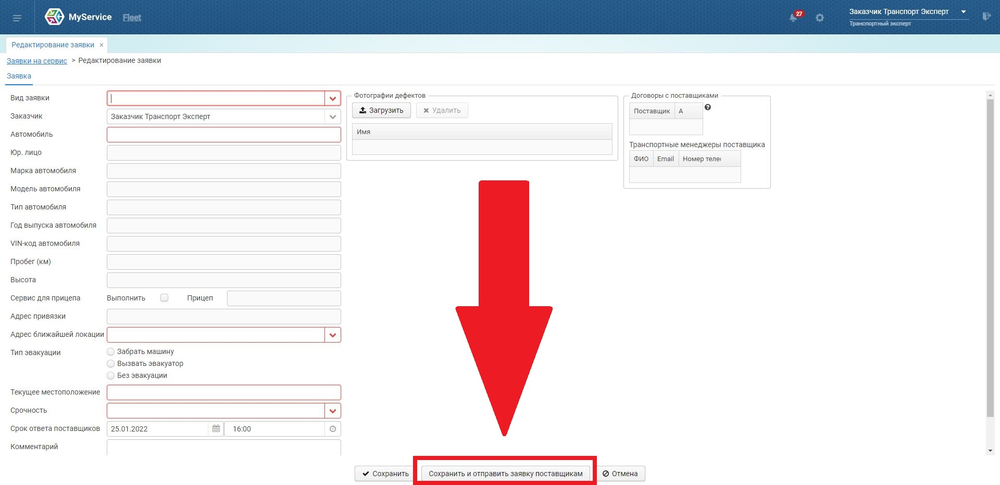 MyService Fleet
27
Заказчик Транспорт Эксперт
Транспортный эксперт
Редактирование заявки ×
Заявки на сервис > Редактирование заявки
Заявка
Вид заявки
Заказчик Заказчик Транспорт Эксперт
Автомобиль
Юр. лицо
Марка автомобиля
Модель автомобиля
Тип автомобиля
Год выпуска автомобиля
VIN-код автомобиля
Пробег (км)
Высота
Сервис для прицепа Выполнить Прицеп
Адрес привязки
Адрес ближайшей локации
Тип эвакуации
Забрать машину
Вызвать эвакуатор
Без эвакуации
Текущее местоположение
Срочность
Срок ответа поставщиков 25.01.2022 16:00
Комментарий
Фотографии дефектов
Загрузить Удалить
Имя
Договоры с поставщиками
Поставщик А ?
Транспортные менеджеры поставщика
ФИО Email Номер теле
Сохранить Сохранить и отправить заявку поставщикам Отмена